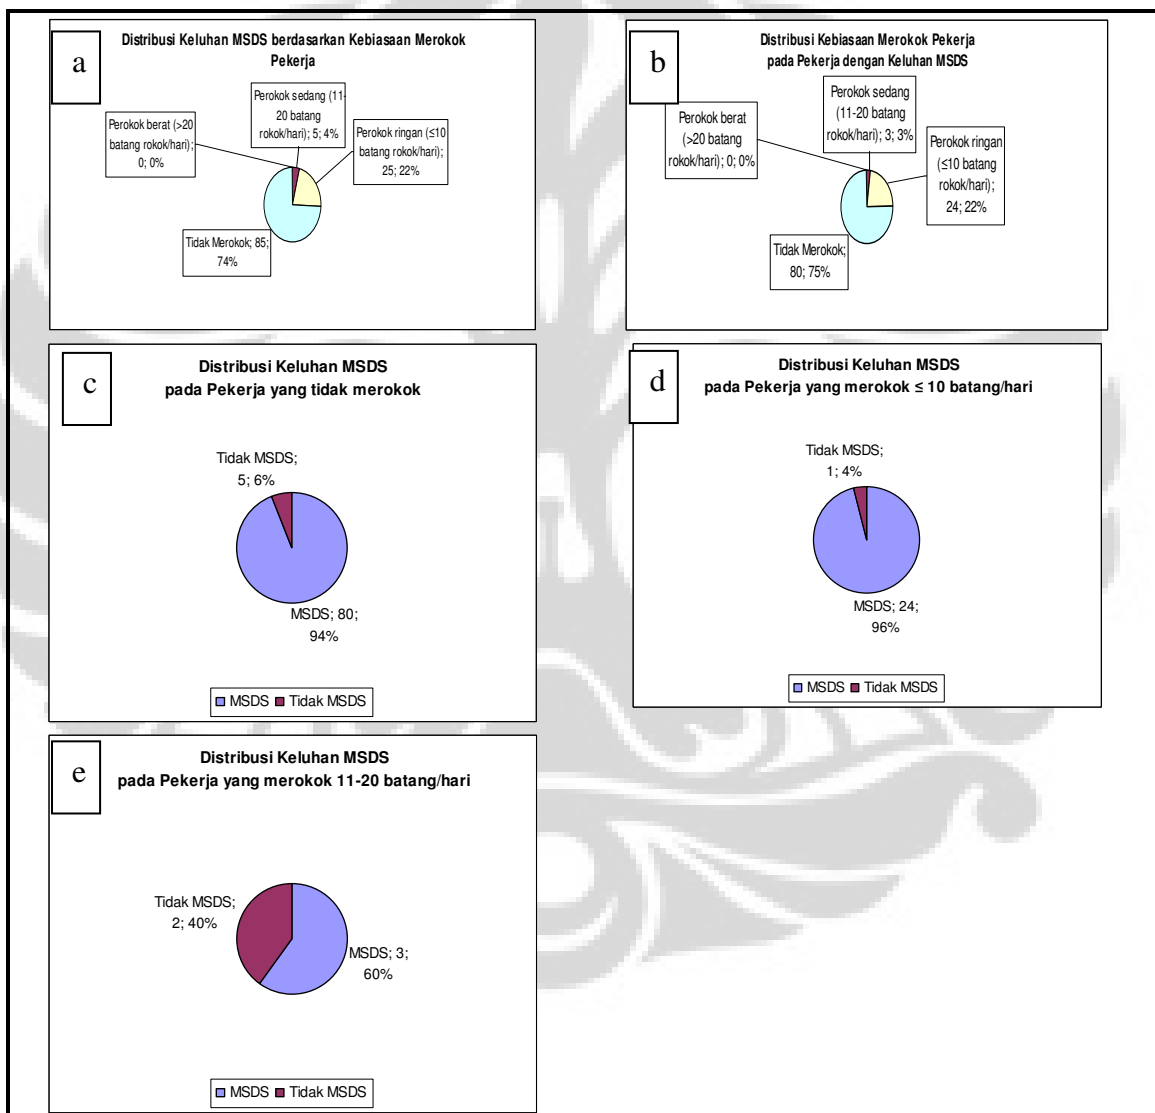 a
Distribusi Keluhan MSDS berdasarkan Kebiasaan Merokok
Pekerja
Perokok berat (>20
batang rokok/hari);
0; 0%
Perokok sedang (11-
20 batang
rokok/hari); 5; 4%
Perokok ringan (≤10
batang rokok/hari);
25; 22%
Tidak Merokok; 85;
74%
b
Distribusi Kebiasaan Merokok Pekerja
pada Pekerja dengan Keluhan MSDS
Perokok berat
(>20 batang
rokok/hari); 0; 0%
Perokok sedang
(11-20 batang
rokok/hari); 3; 3%
Perokok ringan
(≤10 batang
rokok/hari);
24; 22%
Tidak Merokok;
80; 75%
c
Distribusi Keluhan MSDS
pada Pekerja yang tidak merokok
Tidak MSDS;
5; 6%
MSDS; 80;
94%
MSDS Tidak MSDS
d
Distribusi Keluhan MSDS
pada Pekerja yang merokok ≤ 10 batang/hari
Tidak MSDS;
1; 4%
MSDS; 24;
96%
MSDS Tidak MSDS
e
Distribusi Keluhan MSDS
pada Pekerja yang merokok 11-20 batang/hari
Tidak MSDS;
2; 40%
MSDS; 3;
60%
MSDS Tidak MSDS